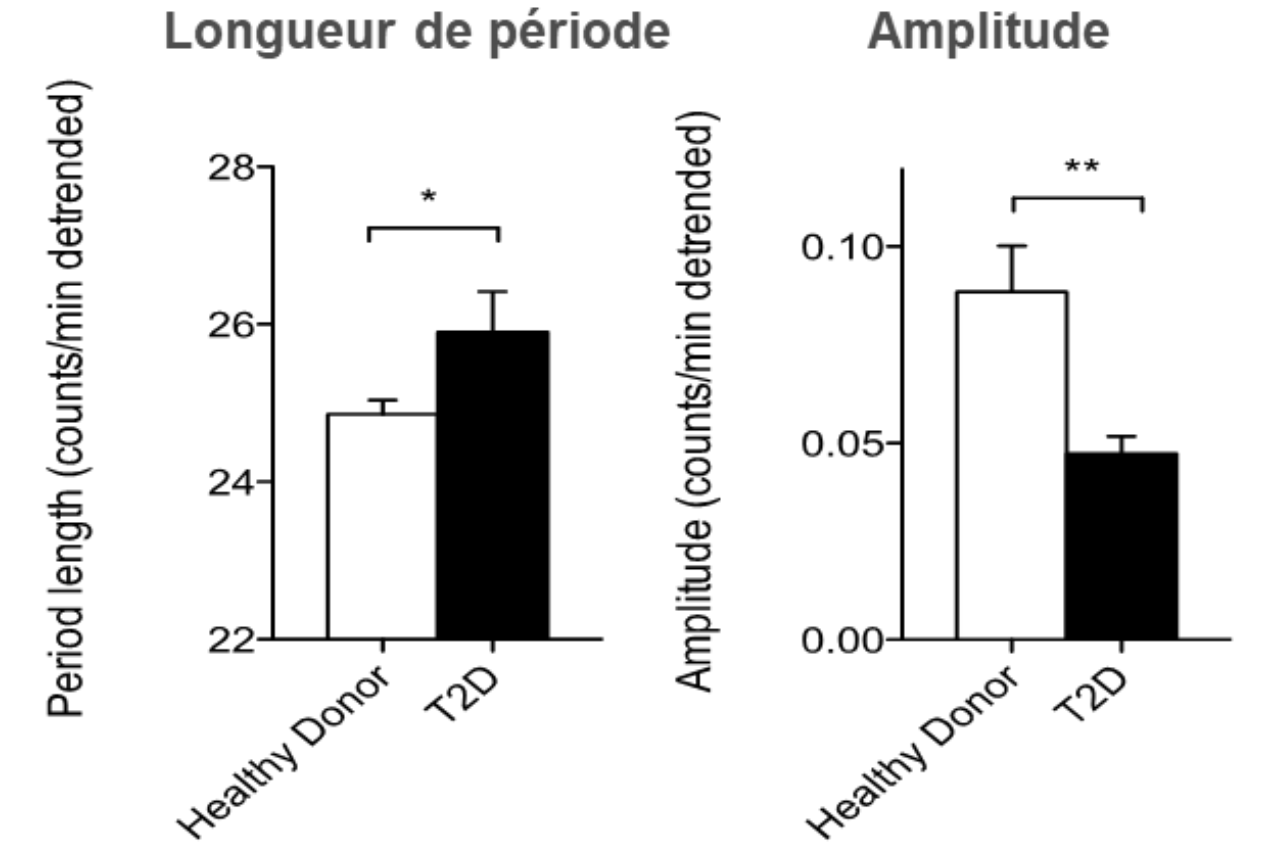 Longueur de période
Period length (counts/min detrended)
28
*
26
24
22
Healthy Donor
T2D
Amplitude
Amplitude (counts/min detrended)
**
0.10
0.05
0.00
Healthy Donor
T2D